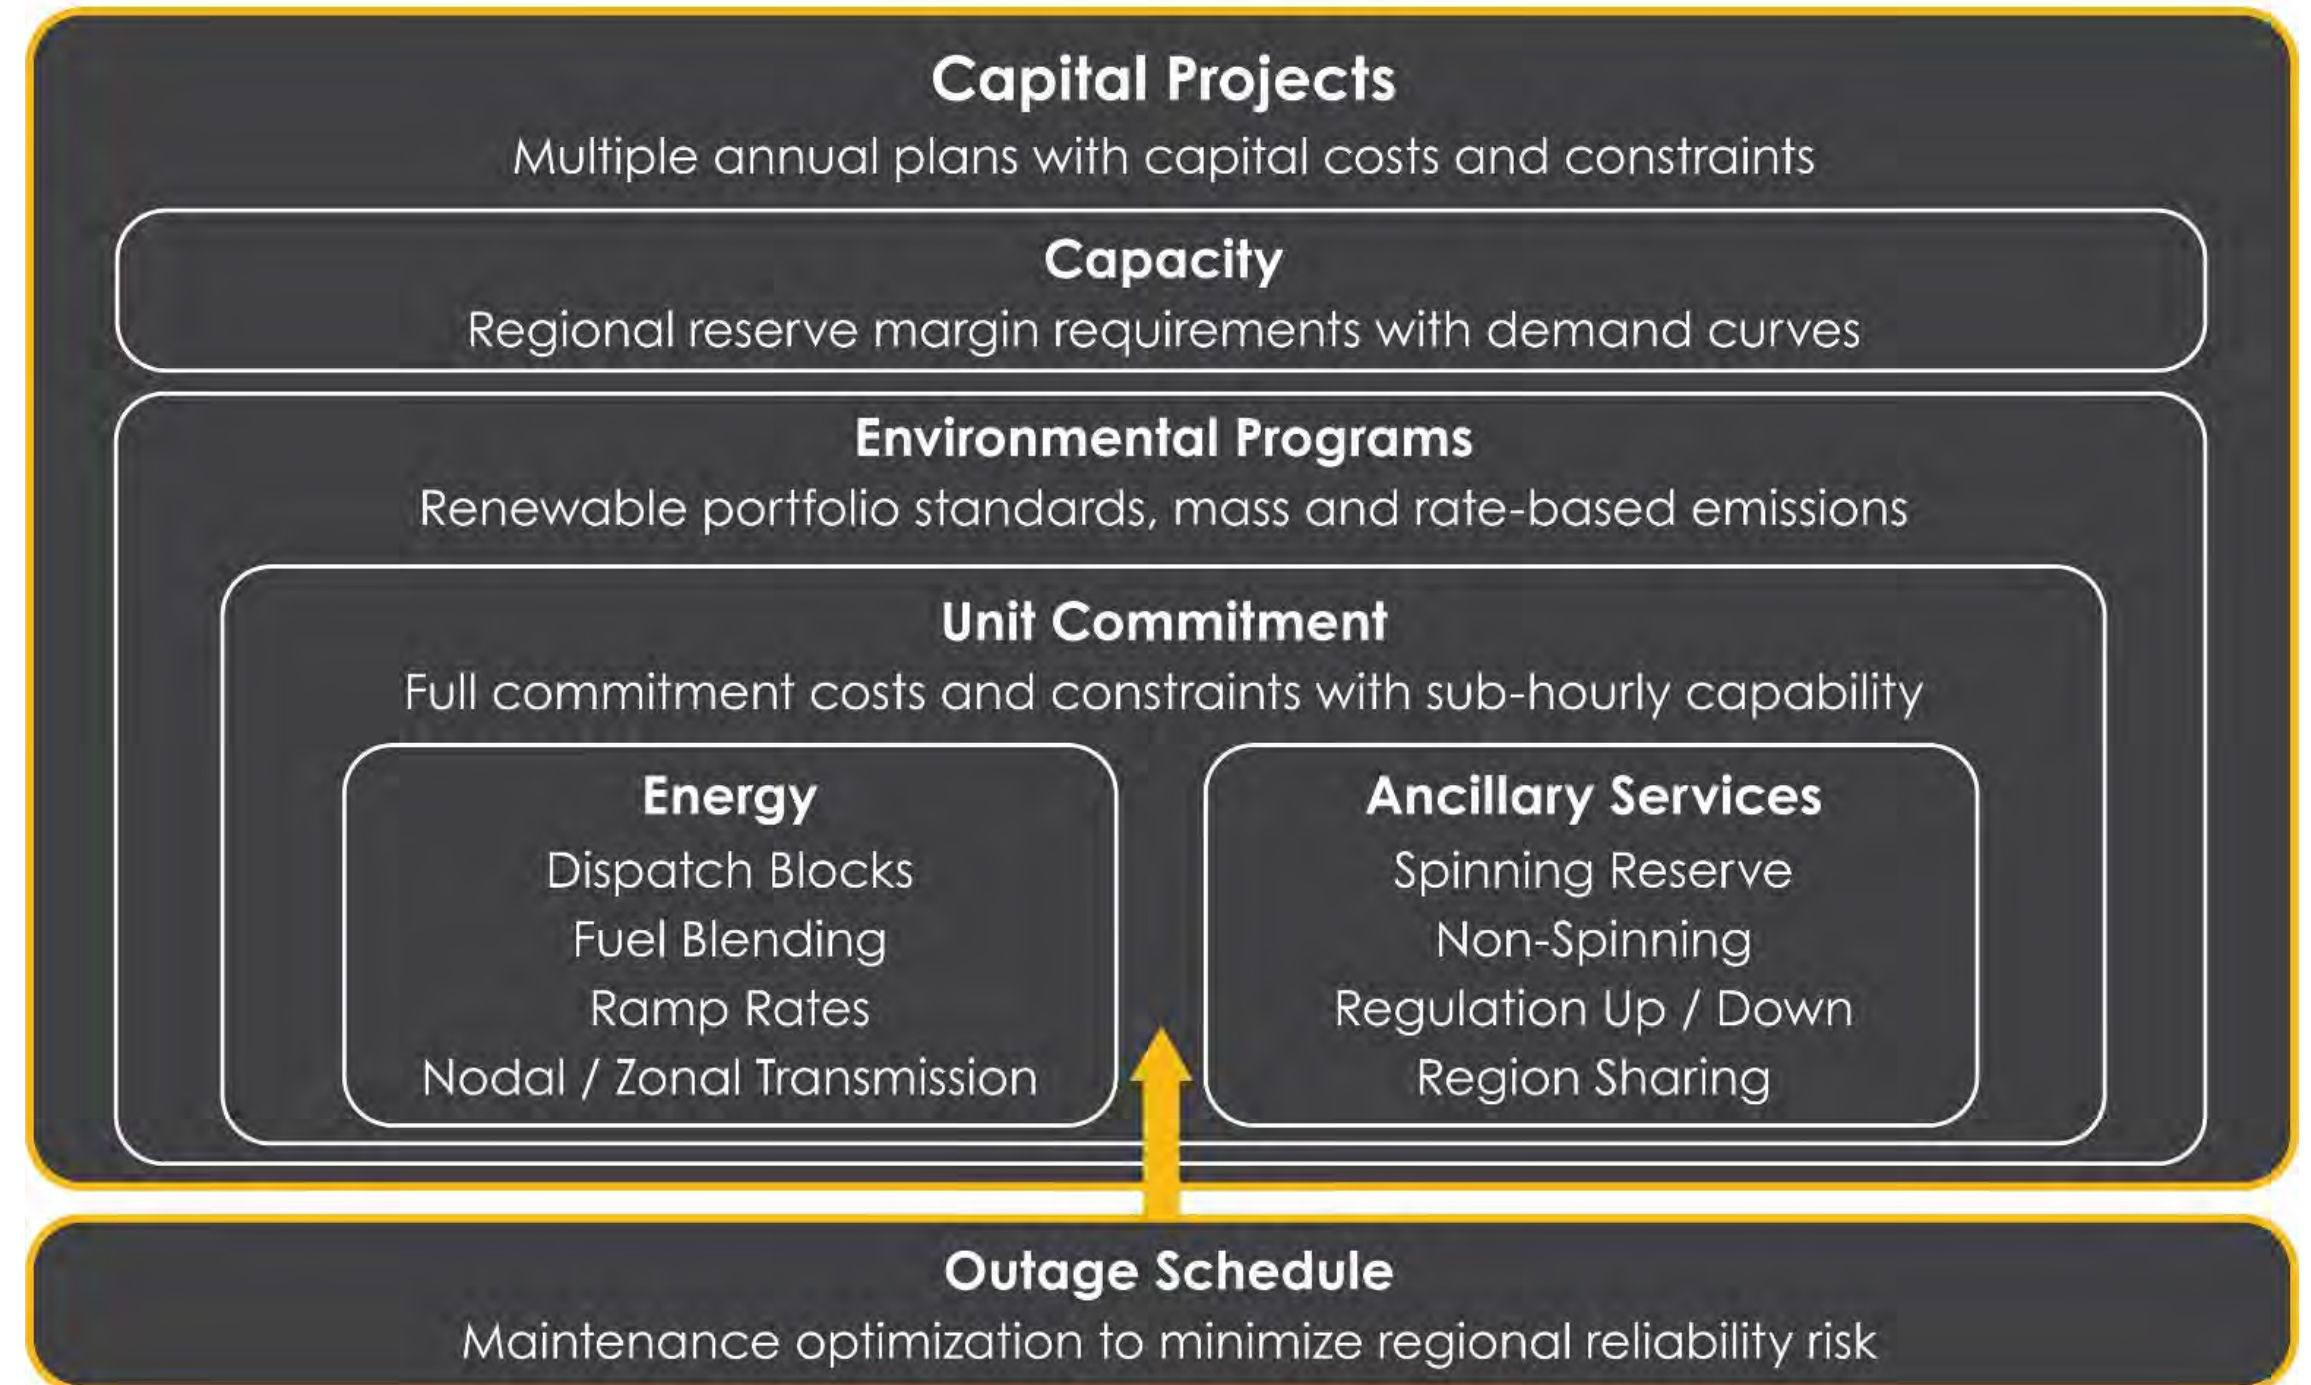 Capital Projects
Multiple annual plans with capital costs and constraints
Capacity
Regional reserve margin requirements with demand curves
Environmental Programs
Renewable portfolio standards, mass and rate-based emissions
Unit Commitment
Full commitment costs and constraints with sub-hourly capability
Energy
Dispatch Blocks
Fuel Blending
Ramp Rates
Nodal / Zonal Transmission
Ancillary Services
Spinning Reserve
Non-Spinning
Regulation Up / Down
Region Sharing
Outage Schedule
Maintenance optimization to minimize regional reliability risk